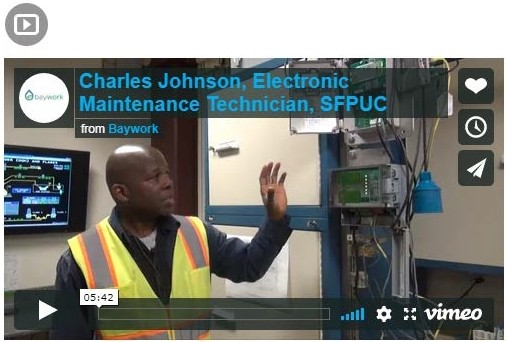 Charles Johnson, Electronic
Maintenance Technician, SFPUC
baywork
from Baywork
05:42
vimeo